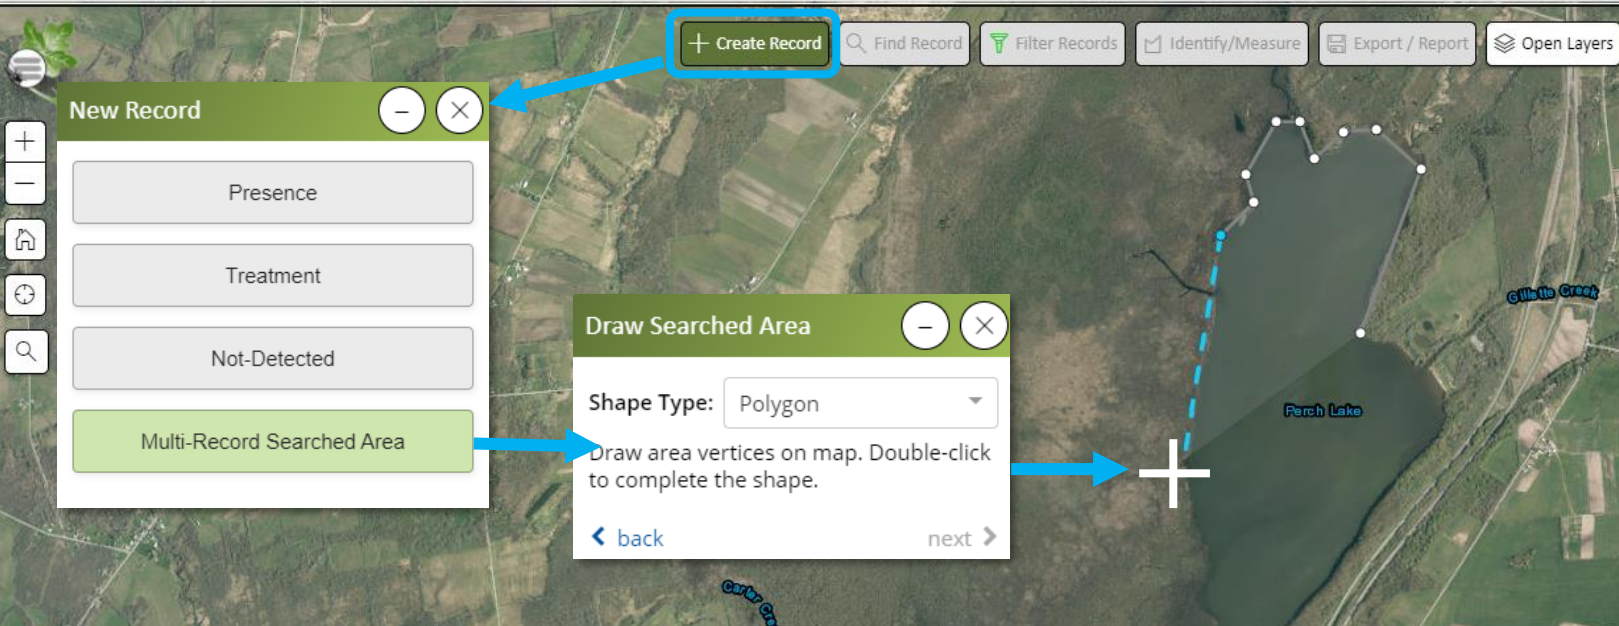 Create Record
Find Record
Filter Records
Identify/Measure
Export / Report
Open Layers
New Record
Presence
Treatment
Not-Detected
Multi-Record Searched Area
Draw Searched Area
Shape Type: Polygon
Draw area vertices on map. Double-click
to complete the shape.
back
next
Gillette Creek
Perch Lake
Carter Cre